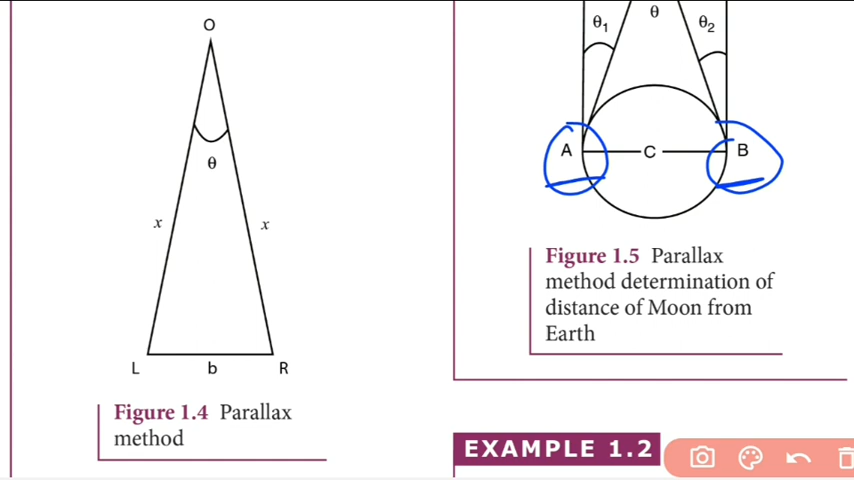 O
θ
x
x
L
b
R
Figure 1.4 Parallax
method
θ1
θ
θ2
A
C
B
Figure 1.5 Parallax
method determination of
distance of Moon from
Earth
EXAMPLE 1.2